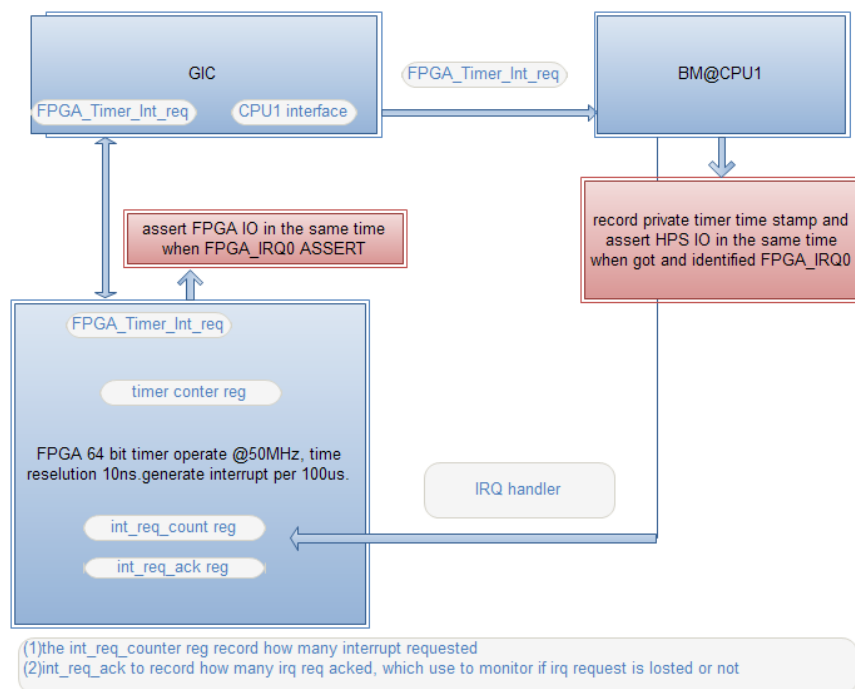 GIC
FPGA_Timer_Int_req
CPU1 interface
FPGA_Timer_Int_req
BM@CPU1
assert FPGA IO in the same time
when FPGA_IRQ0 ASSERT
record private timer time stamp and
assert HPS IO in the same time
when got and identified FPGA_IRQ0
FPGA_Timer_Int_req
timer conter reg
FPGA 64 bit timer operate @50MHz, time
reselution 10ns.generate interrupt per 100us.
int_req_count reg
int_req_ack reg
IRQ handler
(1)the int_req_counter reg record how many interrupt requested
(2)int_req_ack to record how many irq req acked, which use to monitor if irq request is losted or not